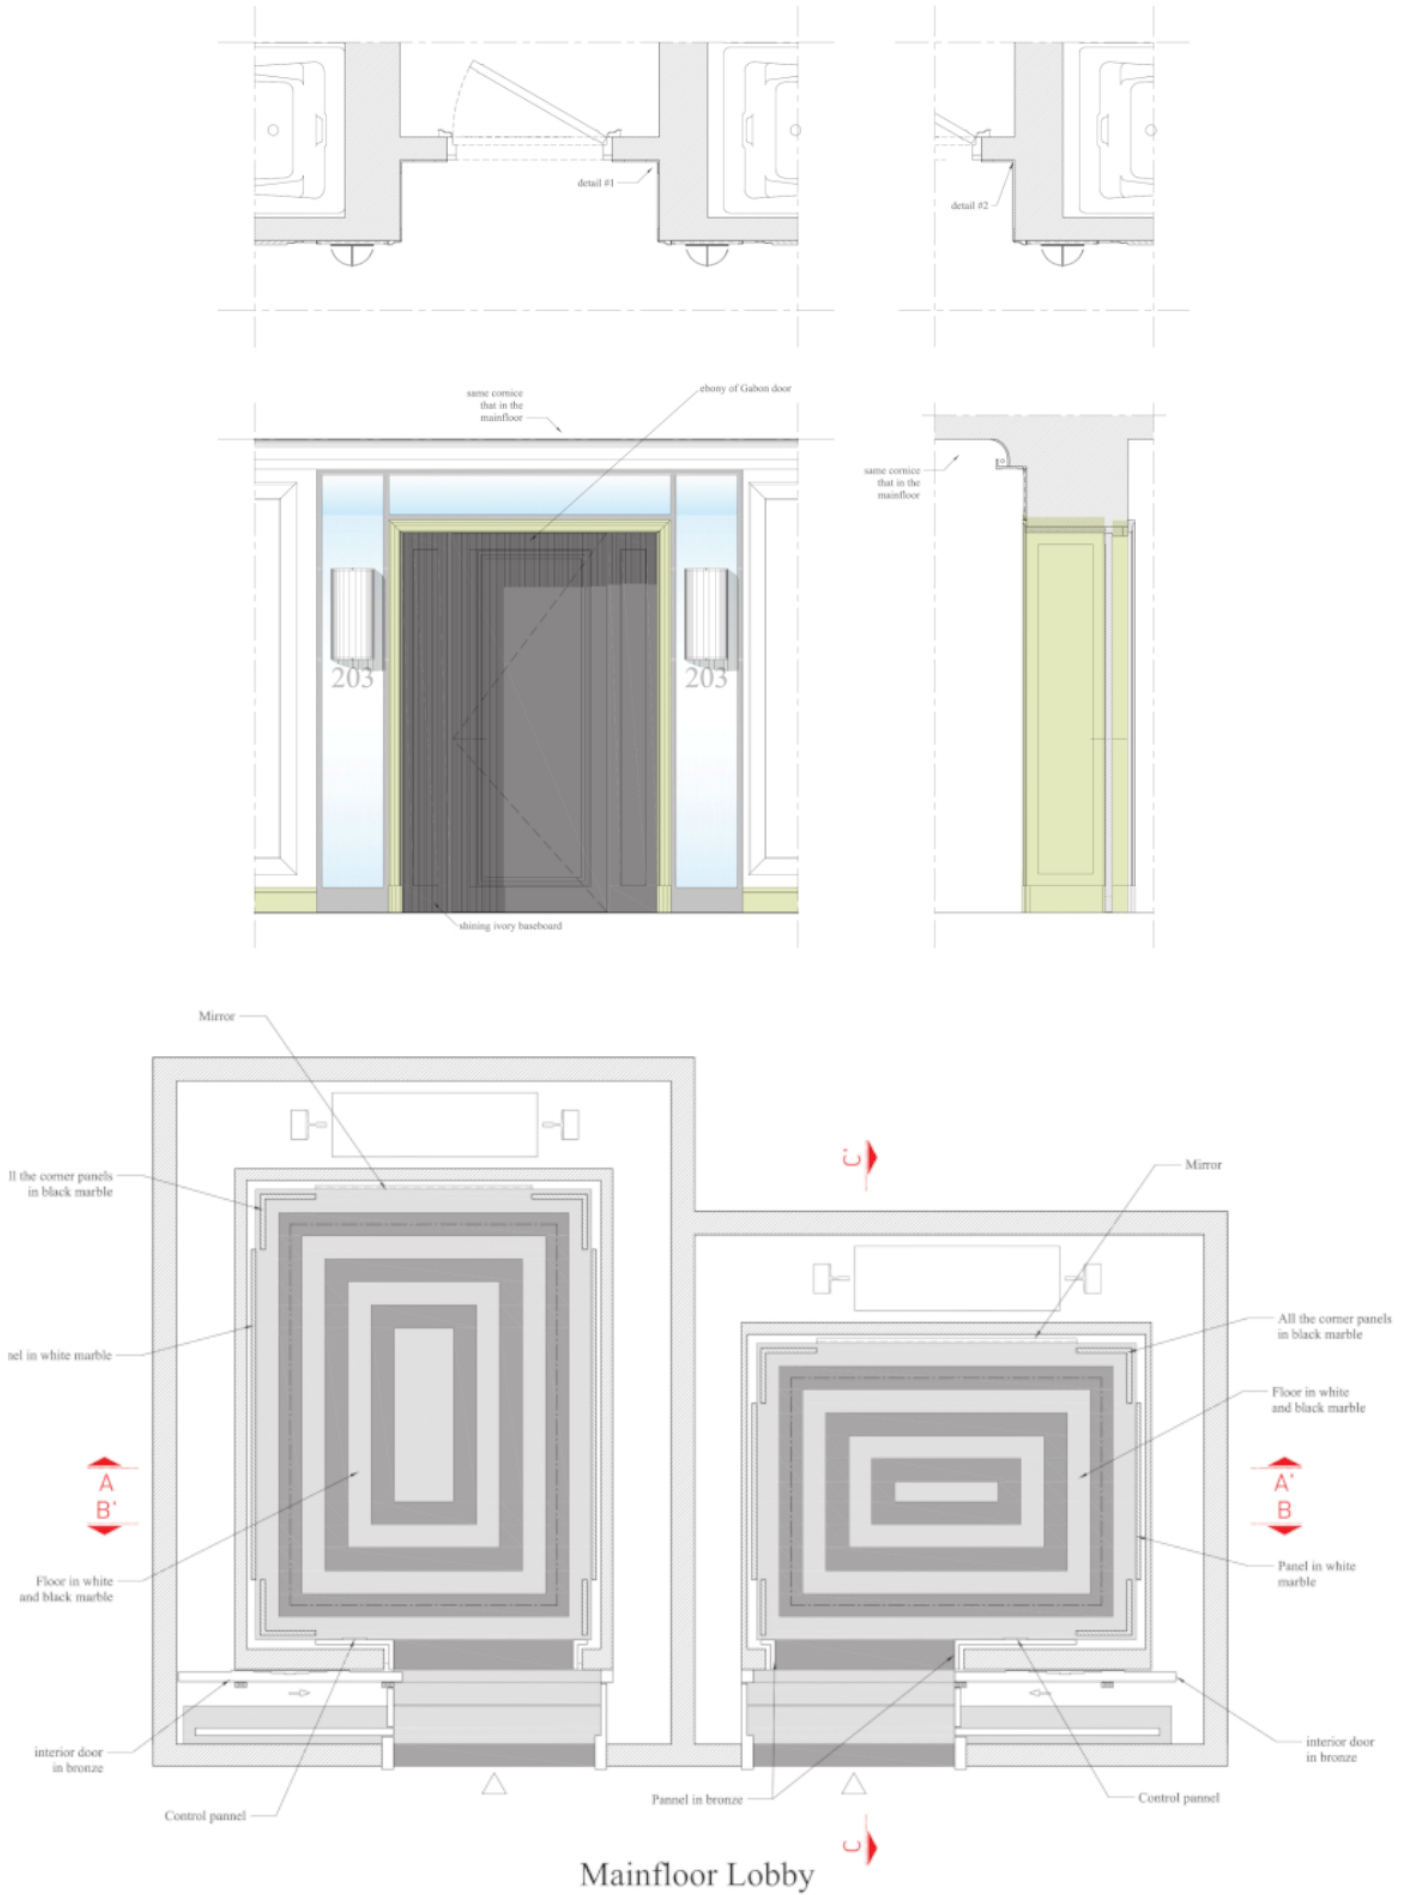 detail #1
detail #2
same cornice
that in the
mainfloor
ebony of Gabon door
same cornice
that in the
mainfloor
203
203
shining ivory baseboard
Mirror
C'
Mirror
ll the corner panels
in black marble
All the corner panels
in black marble
nel in white marble
Floor in white
and black marble
A
B'
A'
B
Floor in white
and black marble
Panel in white
marble
interior door
in bronze
interior door
in bronze
Control pannel
Pannel in bronze
Control pannel
C
Mainfloor Lobby